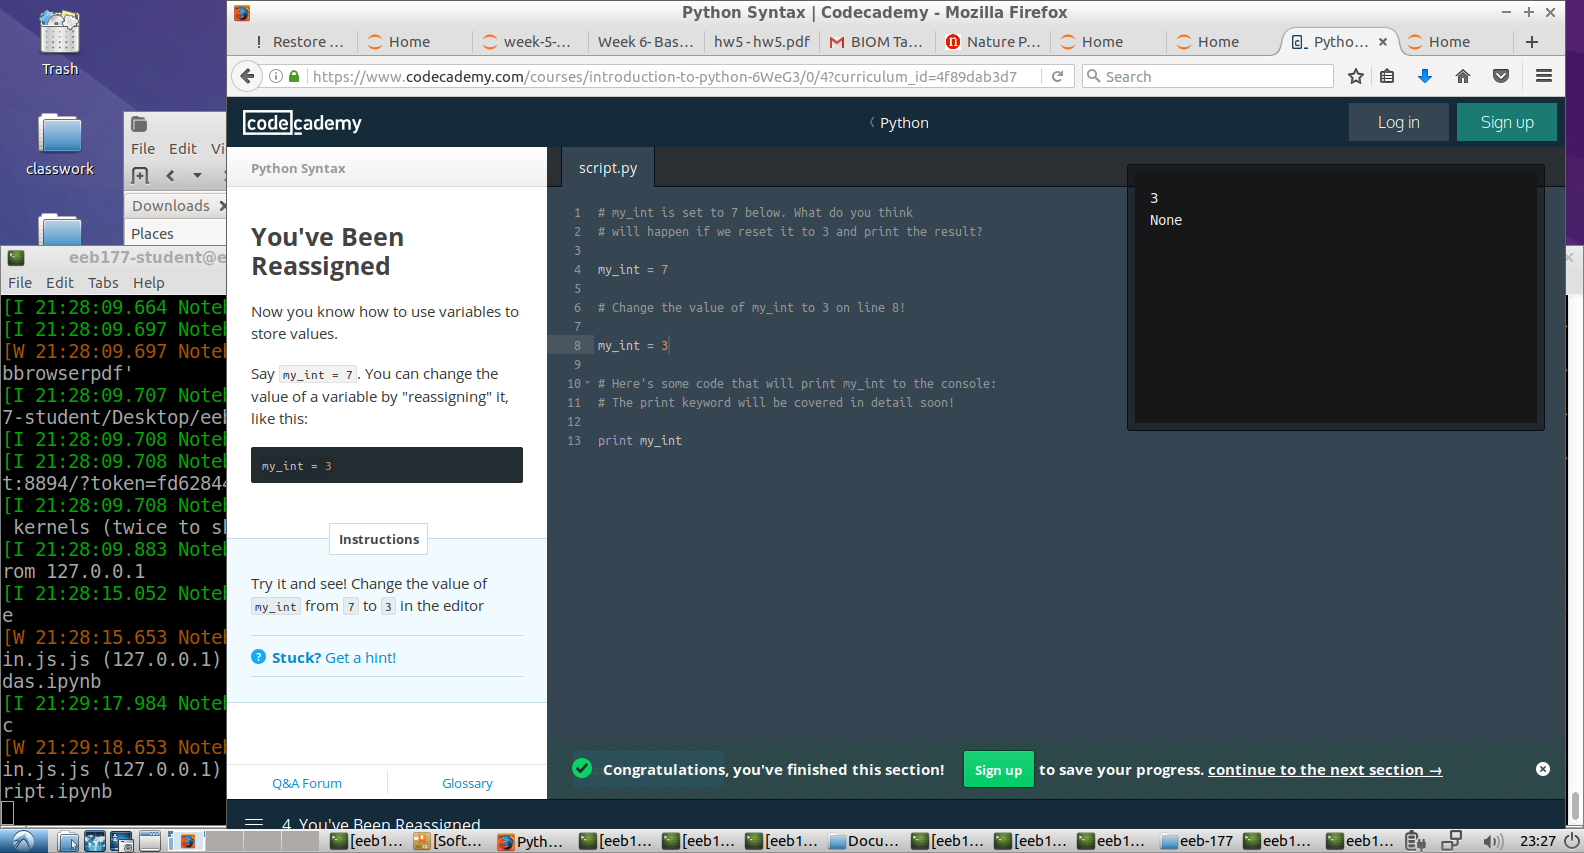 Python Syntax | Codecademy - Mozilla Firefox
! Restore ...
Home
week-5-...
Week 6- Bas...
hw5 - hw5.pdf
BIOM Ta...
Nature P...
Home
Home
Pytho...
Home
https://www.codecademy.com/courses/introduction-to-python-6WeG3/0/4?curriculum_id=4f89dab3d7
Search
codecademy
Python
Log in
Sign up
Trash
classwork
File Edit Vi
Downloads
Places
Python Syntax
You've Been
Reassigned
Now you know how to use variables to
store values.
Say my_int = 7. You can change the
value of a variable by "reassigning" it,
like this:
my_int = 3
Instructions
Try it and see! Change the value of
my_int from 7 to 3 in the editor
? Stuck? Get a hint!
Q&A Forum
Glossary
script.py
1 # my_int is set to 7 below. What do you think
2 # will happen if we reset it to 3 and print the result?
3
4 my_int = 7
5
6 # Change the value of my_int to 3 on line 8!
7
8 my_int = 3
9
10 # Here's some code that will print my_int to the console:
11 # The print keyword will be covered in detail soon!
12
13 print my_int
3
None
Congratulations, you've finished this section! Sign up to save your progress. continue to the next section →
4. You've Been Reassigned
eeb177-student@e
File Edit Tabs Help
[I 21:28:09.664 Noteb
[I 21:28:09.697 Noteb
[W 21:28:09.697 Noteb
bbrowserpdf'
[I 21:28:09.707 Noteb
7-student/Desktop/eeb
[I 21:28:09.708 Noteb
[I 21:28:09.708 Noteb
t:8894/?token=fd62844
[I 21:28:09.708 Noteb
kernels (twice to sk
[I 21:28:09.883 Noteb
rom 127.0.0.1
[I 21:28:15.052 Noteb
e
[W 21:28:15.653 Noteb
in.js.js (127.0.0.1)
das.ipynb
[I 21:29:17.984 Noteb
c
[W 21:29:18.653 Noteb
in.js.js (127.0.0.1)
ript.ipynb
[eeb1... [Soft... Pyth... [eeb1... [eeb1... [eeb1... Docu... [eeb1... [eeb1... eeb1... eeb-177 eeb1... eeb1... 23:27